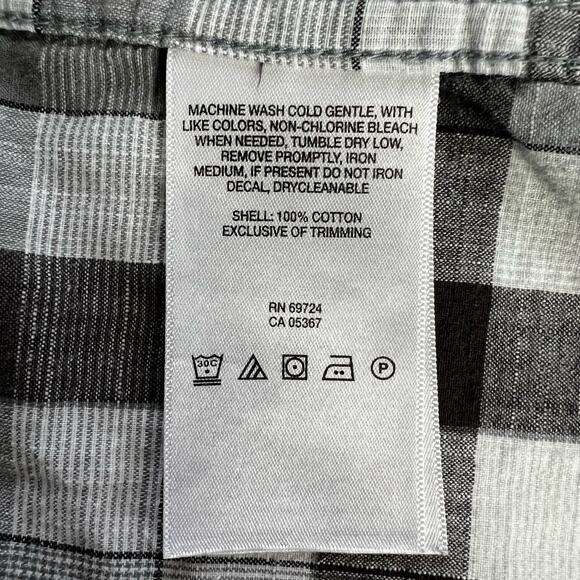 MACHINE WASH COLD GENTLE, WITH
LIKE COLORS, NON-CHLORINE BLEACH
WHEN NEEDED, TUMBLE DRY LOW,
REMOVE PROMPTLY, IRON
MEDIUM, IF PRESENT DO NOT IRON
DECAL, DRYCLEANABLE
SHELL: 100% COTTON
EXCLUSIVE OF TRIMMING
RN 69724
CA 05367
30C P